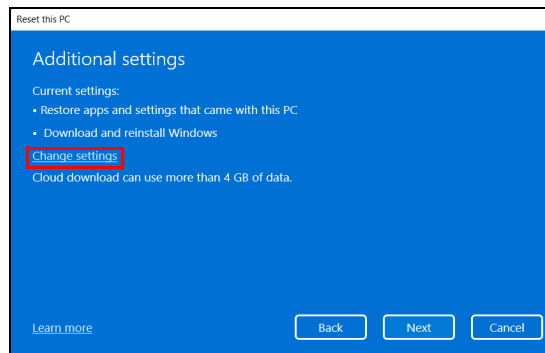 Reset this PC
Additional settings
Current settings:
• Restore apps and settings that came with this PC
• Download and reinstall Windows
Change settings
Cloud download can use more than 4 GB of data.
Learn more
Back
Next
Cancel